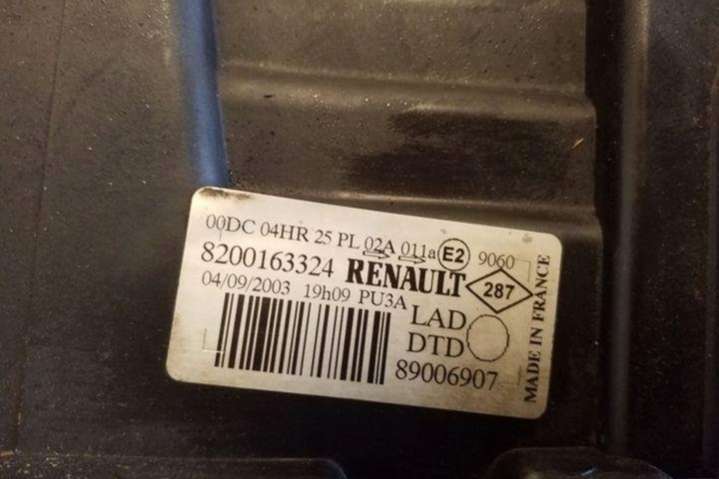 00DC 04HR 25 PL 02A 011a E2 9060
8200163324 RENAULT 287
04/09/2003 19h09 PU3A
LAD
DTD
89006907
MADE IN FRANCE